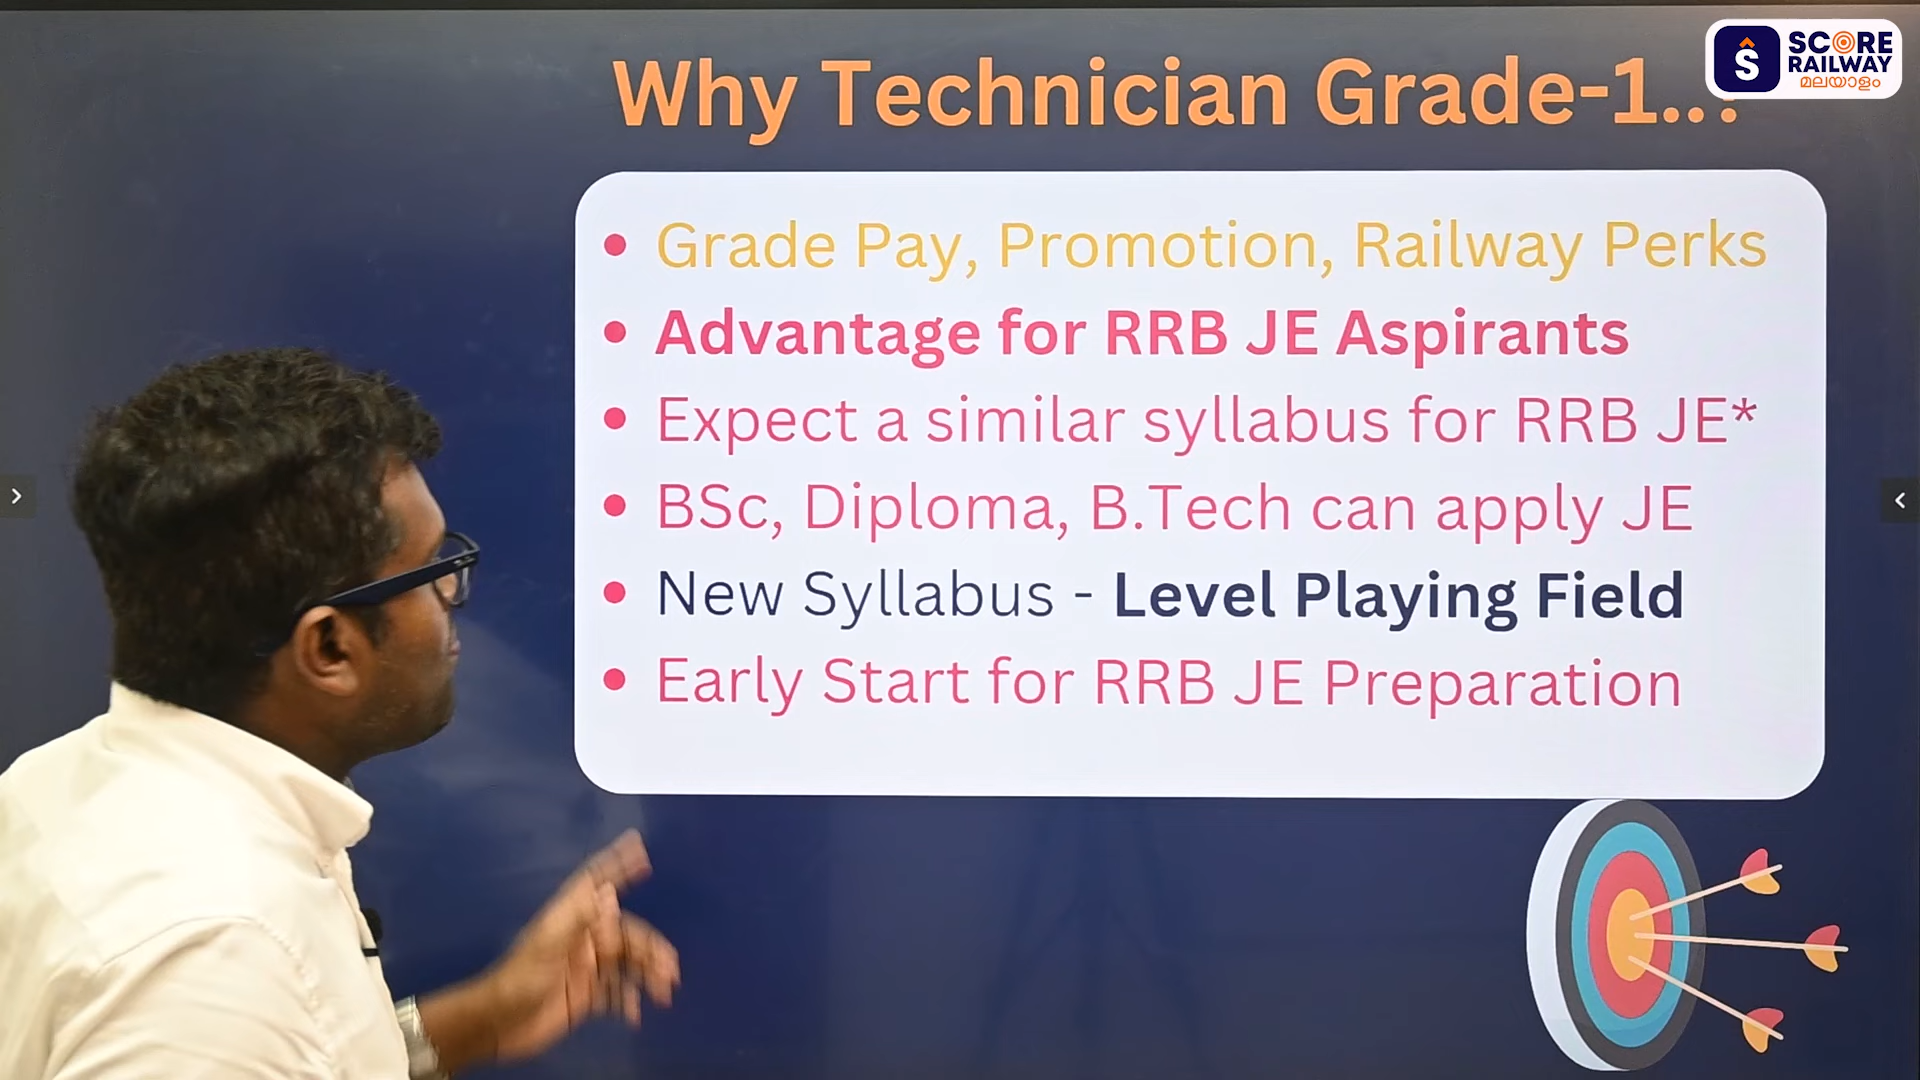 Why Technician Grade-1..?
SCORE
RAILWAY
മലയാളം
• Grade Pay, Promotion, Railway Perks
• Advantage for RRB JE Aspirants
• Expect a similar syllabus for RRB JE*
• BSc, Diploma, B.Tech can apply JE
• New Syllabus - Level Playing Field
• Early Start for RRB JE Preparation